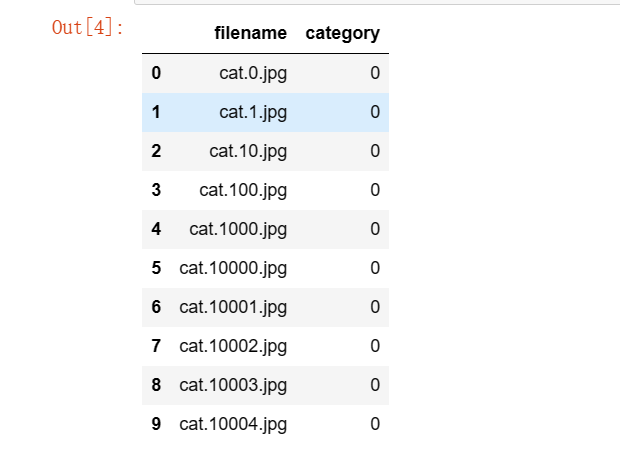 Out[4]:
filename category
0 cat.0.jpg 0
1 cat.1.jpg 0
2 cat.10.jpg 0
3 cat.100.jpg 0
4 cat.1000.jpg 0
5 cat.10000.jpg 0
6 cat.10001.jpg 0
7 cat.10002.jpg 0
8 cat.10003.jpg 0
9 cat.10004.jpg 0